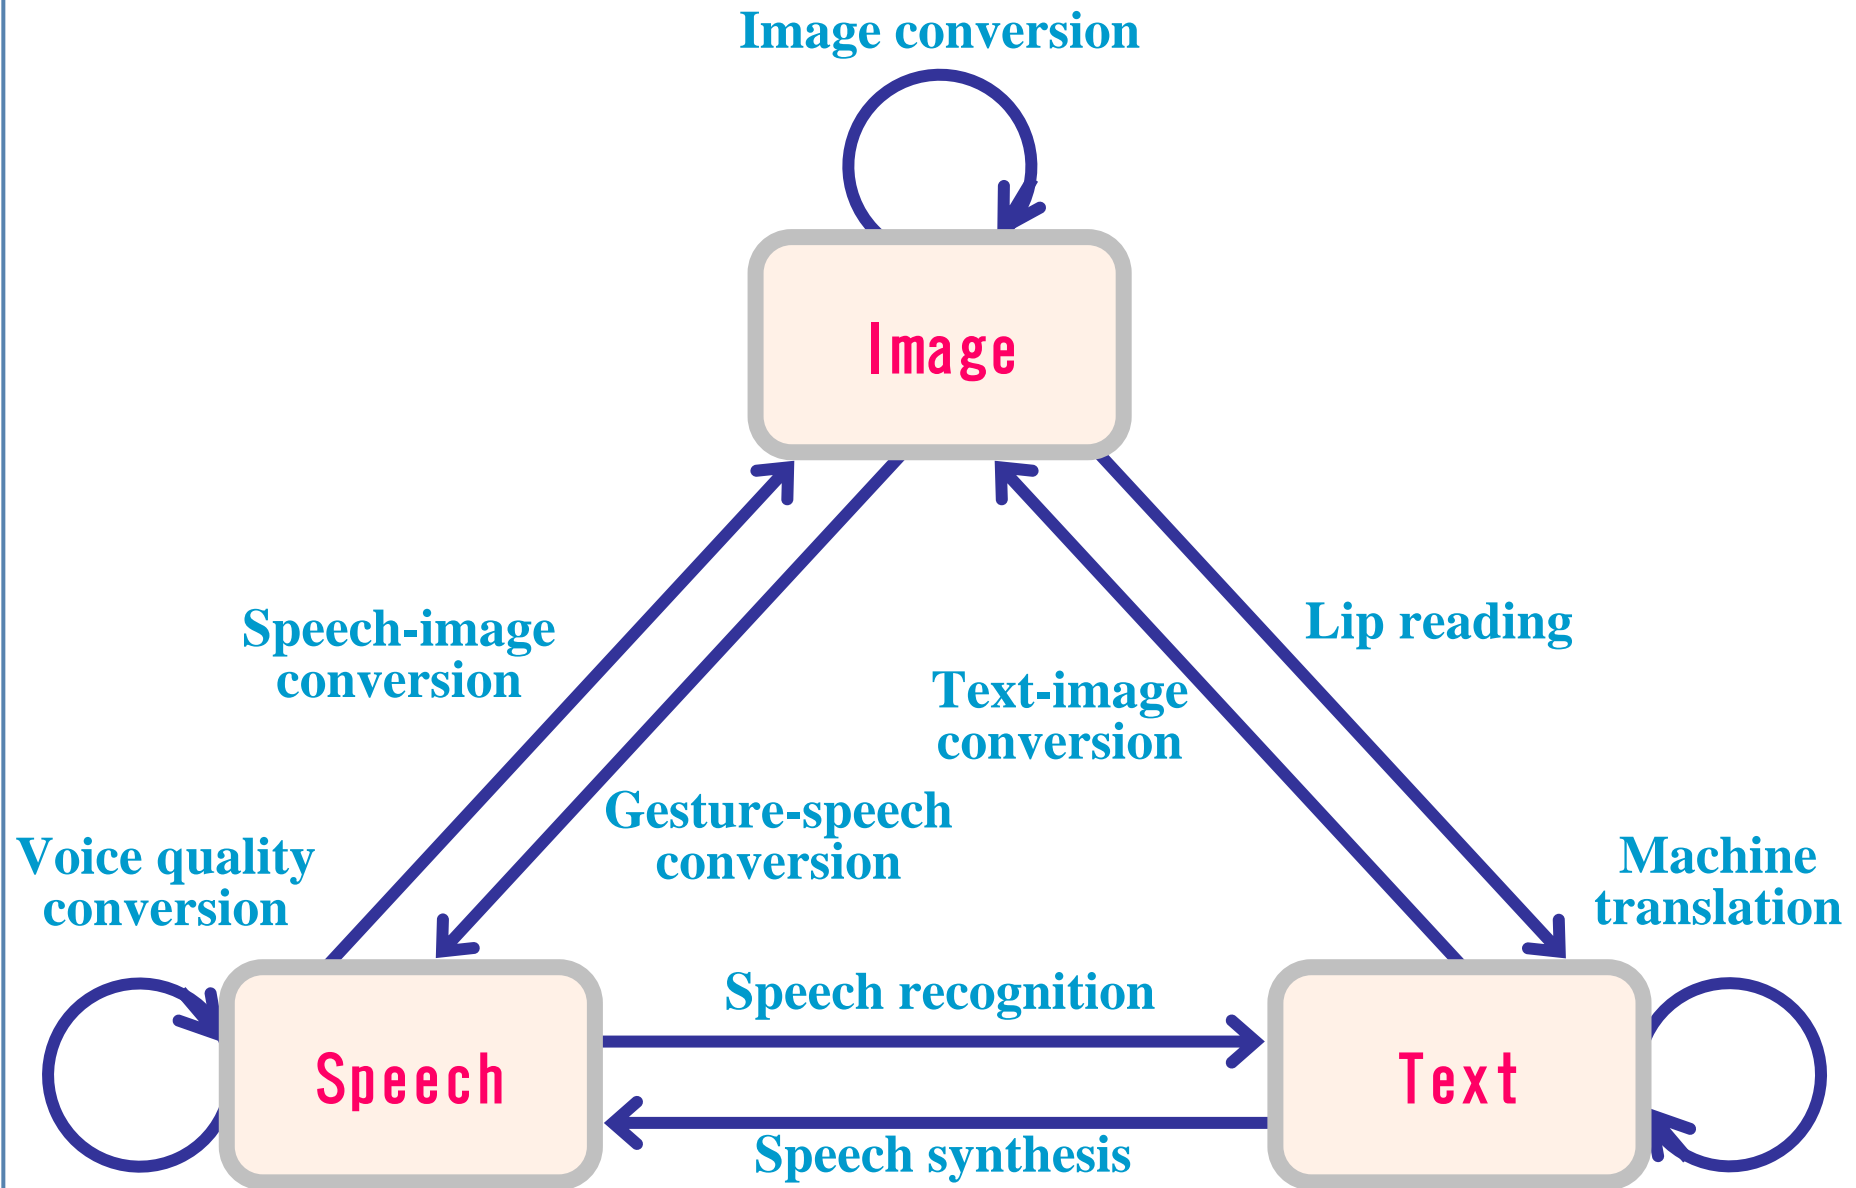 Image conversion
Image
Speech-image
conversion
Lip reading
Text-image
conversion
Gesture-speech
conversion
Voice quality
conversion
Machine
translation
Speech recognition
Speech
Text
Speech synthesis